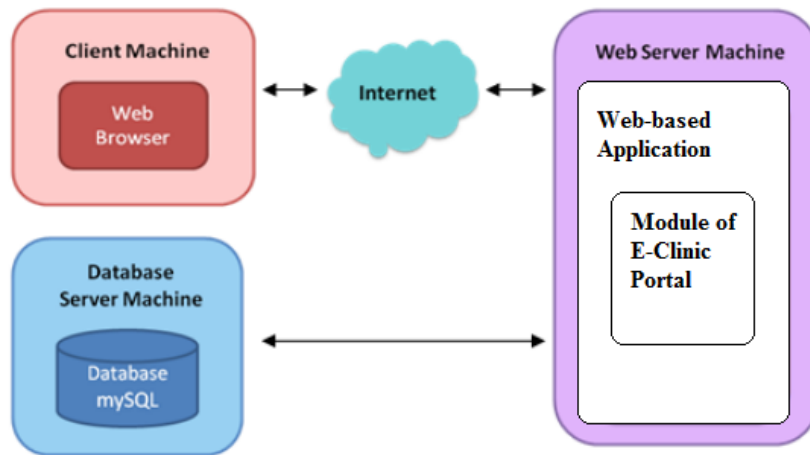 Client Machine
Web
Browser
Internet
Web Server Machine
Web-based
Application
Module of
E-Clinic
Portal
Database
Server Machine
Database
mySQL